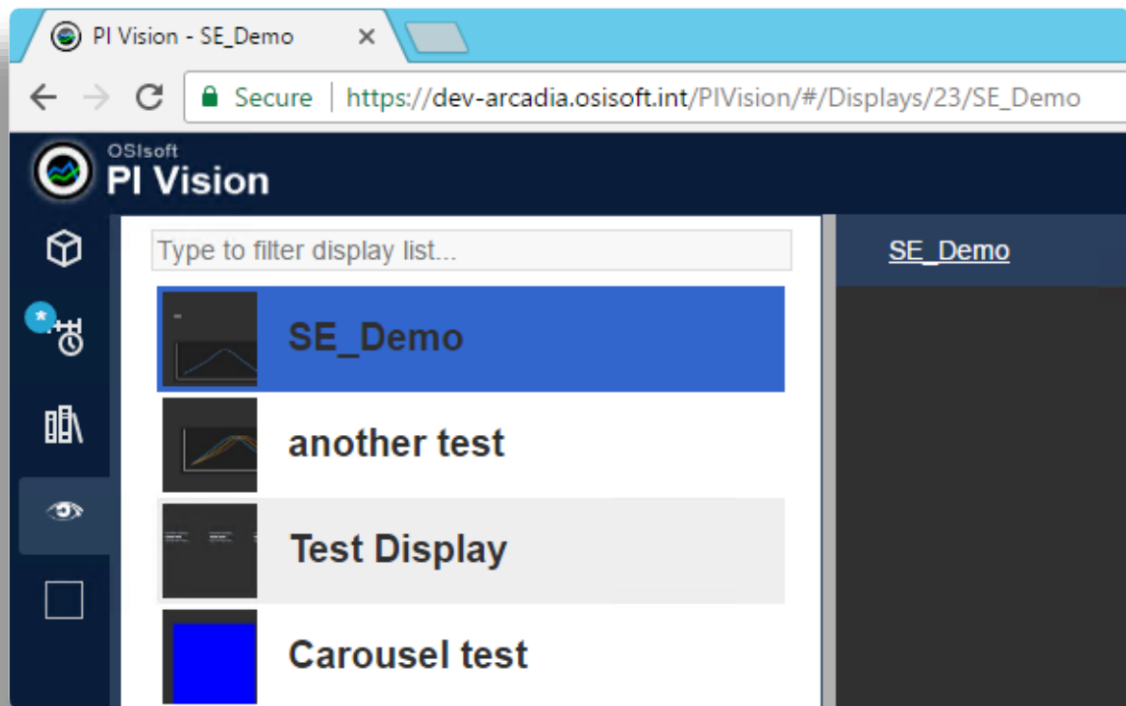 PI Vision - SE_Demo
Secure | https://dev-arcadia.osisoft.int/PIVision/#/Displays/23/SE_Demo
OSIsoft
PI Vision
Type to filter display list...
SE_Demo
SE_Demo
another test
Test Display
Carousel test